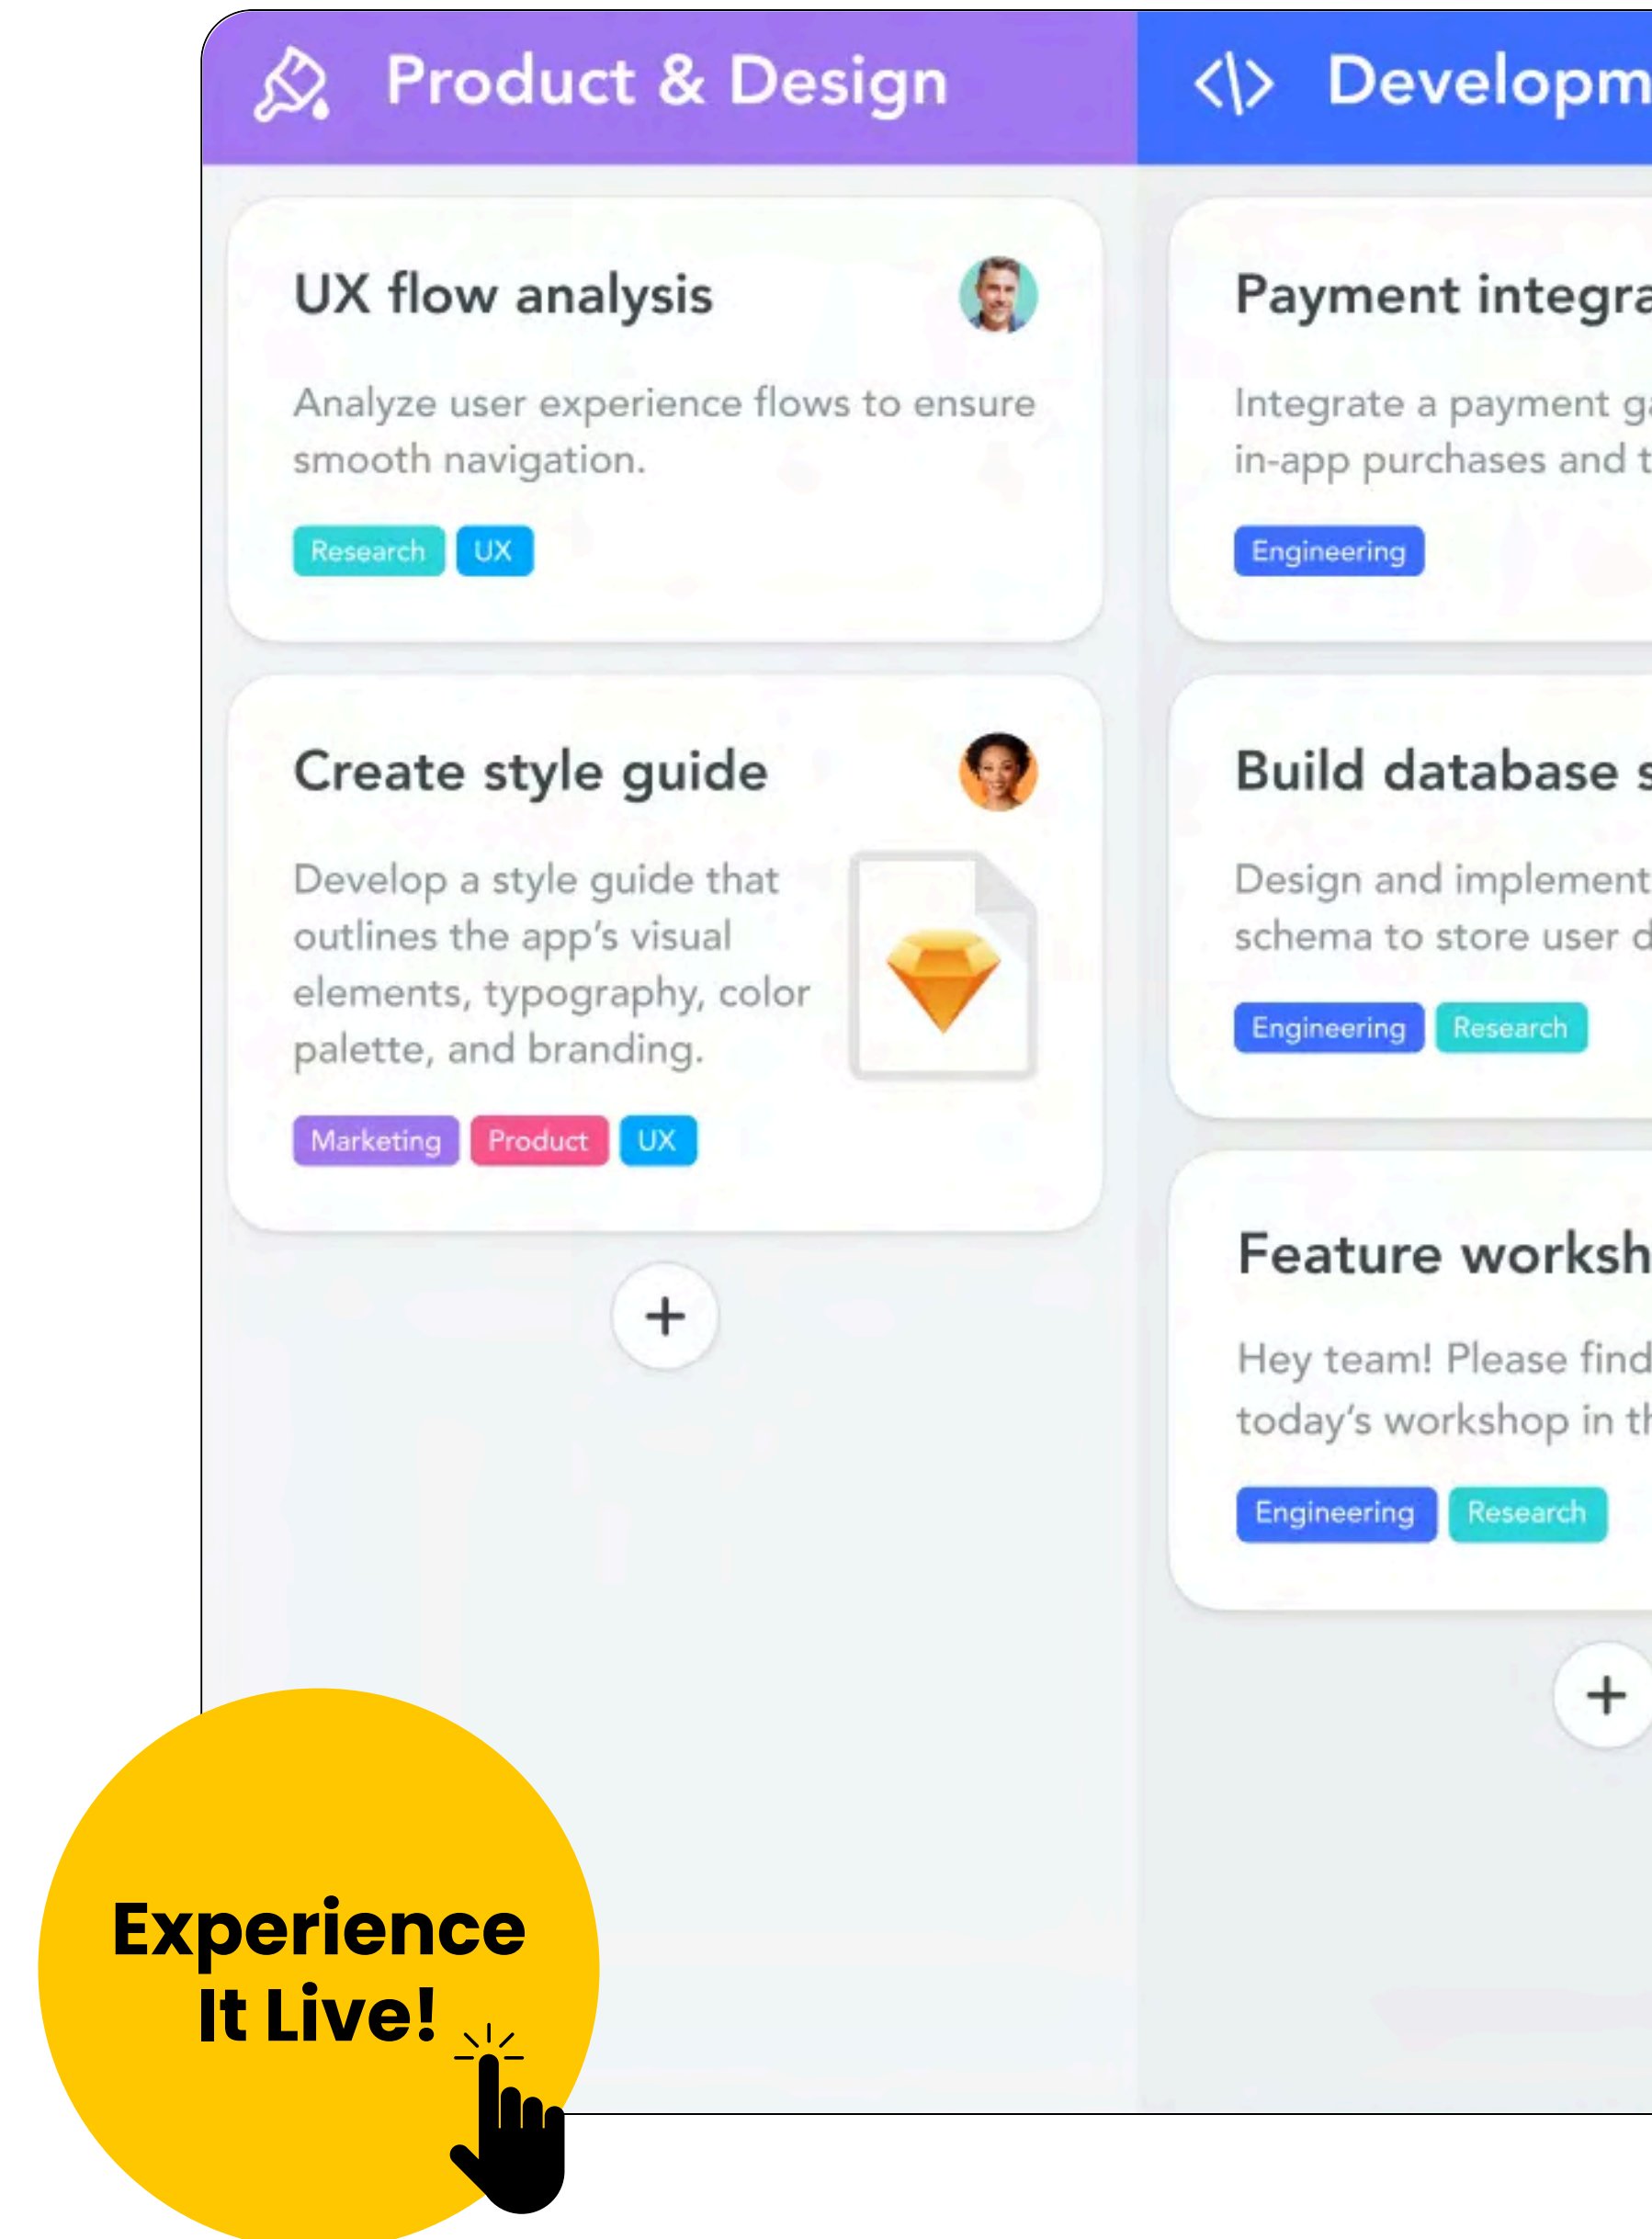 Product & Design
UX flow analysis
Analyze user experience flows to ensure
smooth navigation.
Research UX
Create style guide
Develop a style guide that
outlines the app’s visual
elements, typography, color
palette, and branding.
Marketing Product UX
+
Developm
Payment integra
Integrate a payment ga
in-app purchases and t
Engineering
Build database s
Design and implement
schema to store user d
Engineering Research
Feature worksh
Hey team! Please find
today’s workshop in th
Engineering Research
+
Experience
It Live!